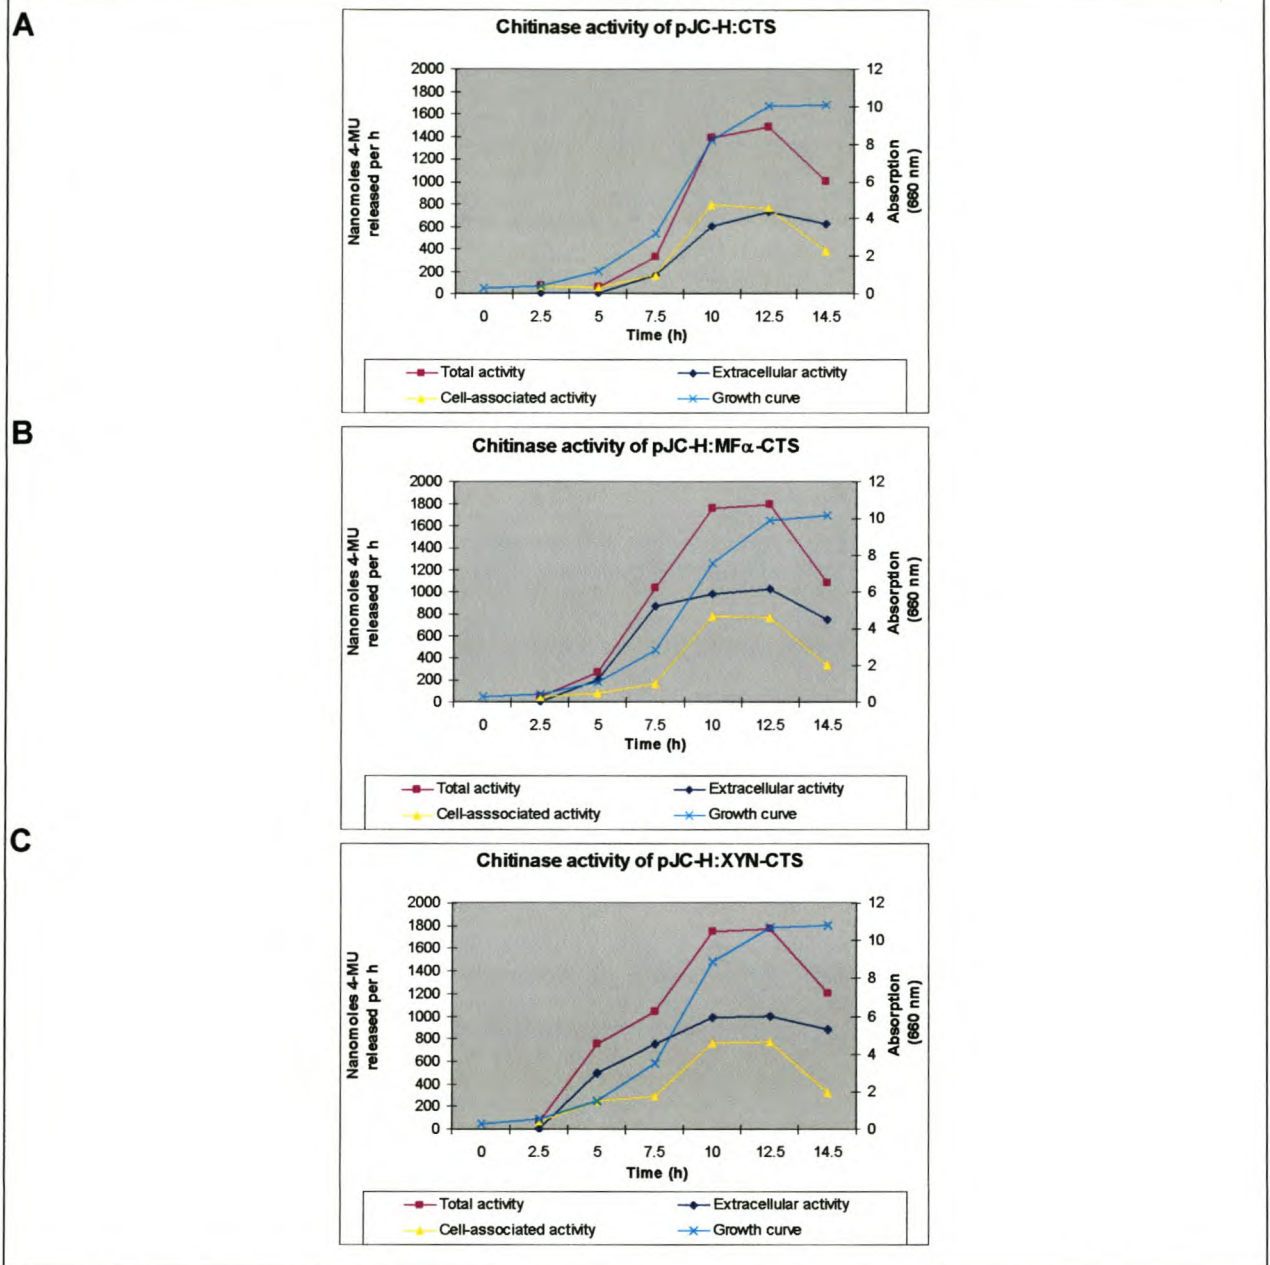 A
Chitinase activity of pJC-H:CTS
Nanomoles 4-MU
released per h
2000
1800
1600
1400
1200
1000
800
600
400
200
0
12
10
8
6
4
2
0
Absorption
(660 nm)
0 2.5 5 7.5 10 12.5 14.5
Time (h)
Total activity Extracellular activity
Cell-associated activity Growth curve
B
Chitinase activity of pJC-H:MFα-CTS
Nanomoles 4-MU
released per h
2000
1800
1600
1400
1200
1000
800
600
400
200
0
12
10
8
6
4
2
0
Absorption
(660 nm)
0 2.5 5 7.5 10 12.5 14.5
Time (h)
Total activity Extracellular activity
Cell-asssociated activity Growth curve
C
Chitinase activity of pJC-H:XYN-CTS
Nanomoles 4-MU
released per h
2000
1800
1600
1400
1200
1000
800
600
400
200
0
12
10
8
6
4
2
0
Absorption
(660 nm)
0 2.5 5 7.5 10 12.5 14.5
Time (h)
Total activity Extracellular activity
Cell-associated activity Growth curve